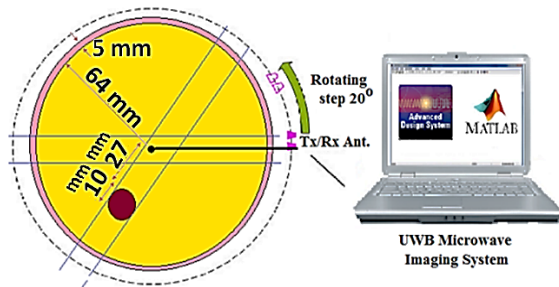 5 mm
64 mm
mm mm
10 27
Rotating
step 20⁰
Tx/Rx Ant.
Advanced
Design System
MATLAB
UWB Microwave
Imaging System